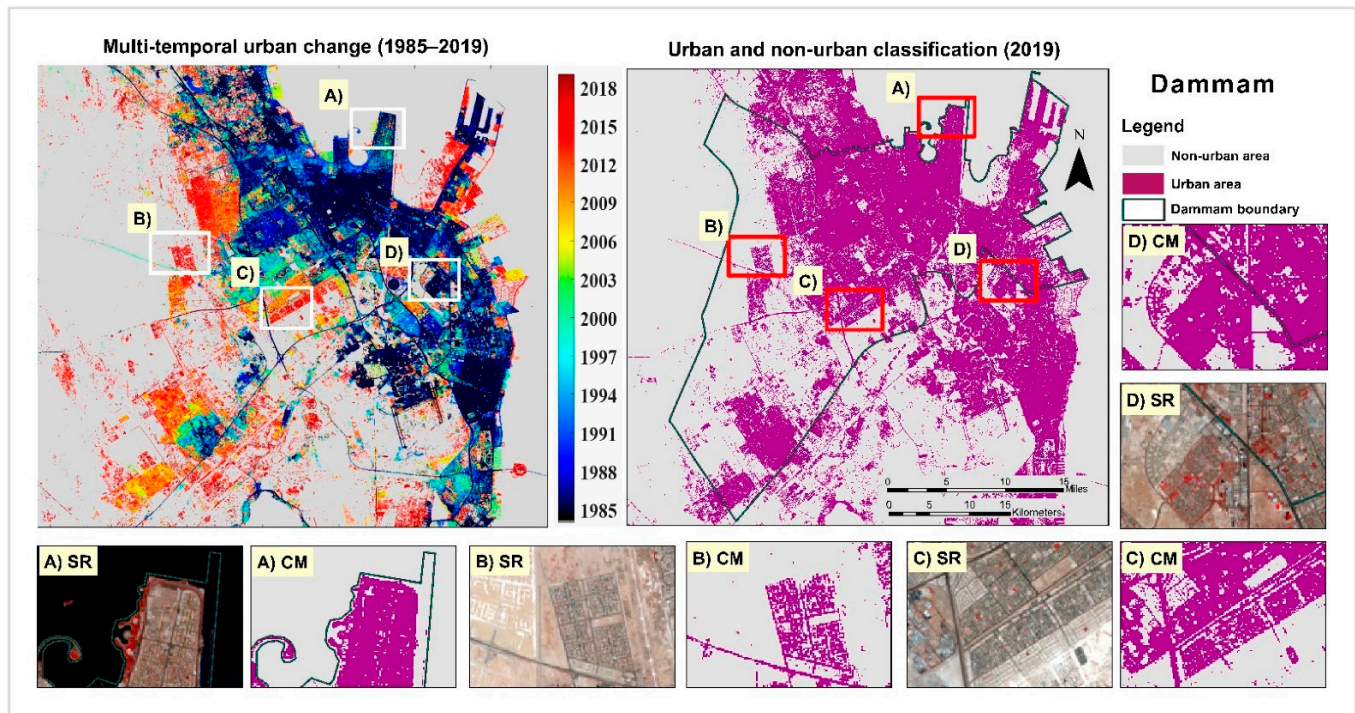 Multi-temporal urban change (1985–2019)
A)
B)
C)
D)
2018
2015
2012
2009
2006
2003
2000
1997
1994
1991
1988
1985
Urban and non-urban classification (2019)
A)
B)
C)
D)
0 5 10 15
Miles
0 5 10 15
Kilometers
Dammam
Legend
N
Non-urban area
Urban area
Dammam boundary
D) CM
D) SR
A) SR
A) CM
B) SR
B) CM
C) SR
C) CM